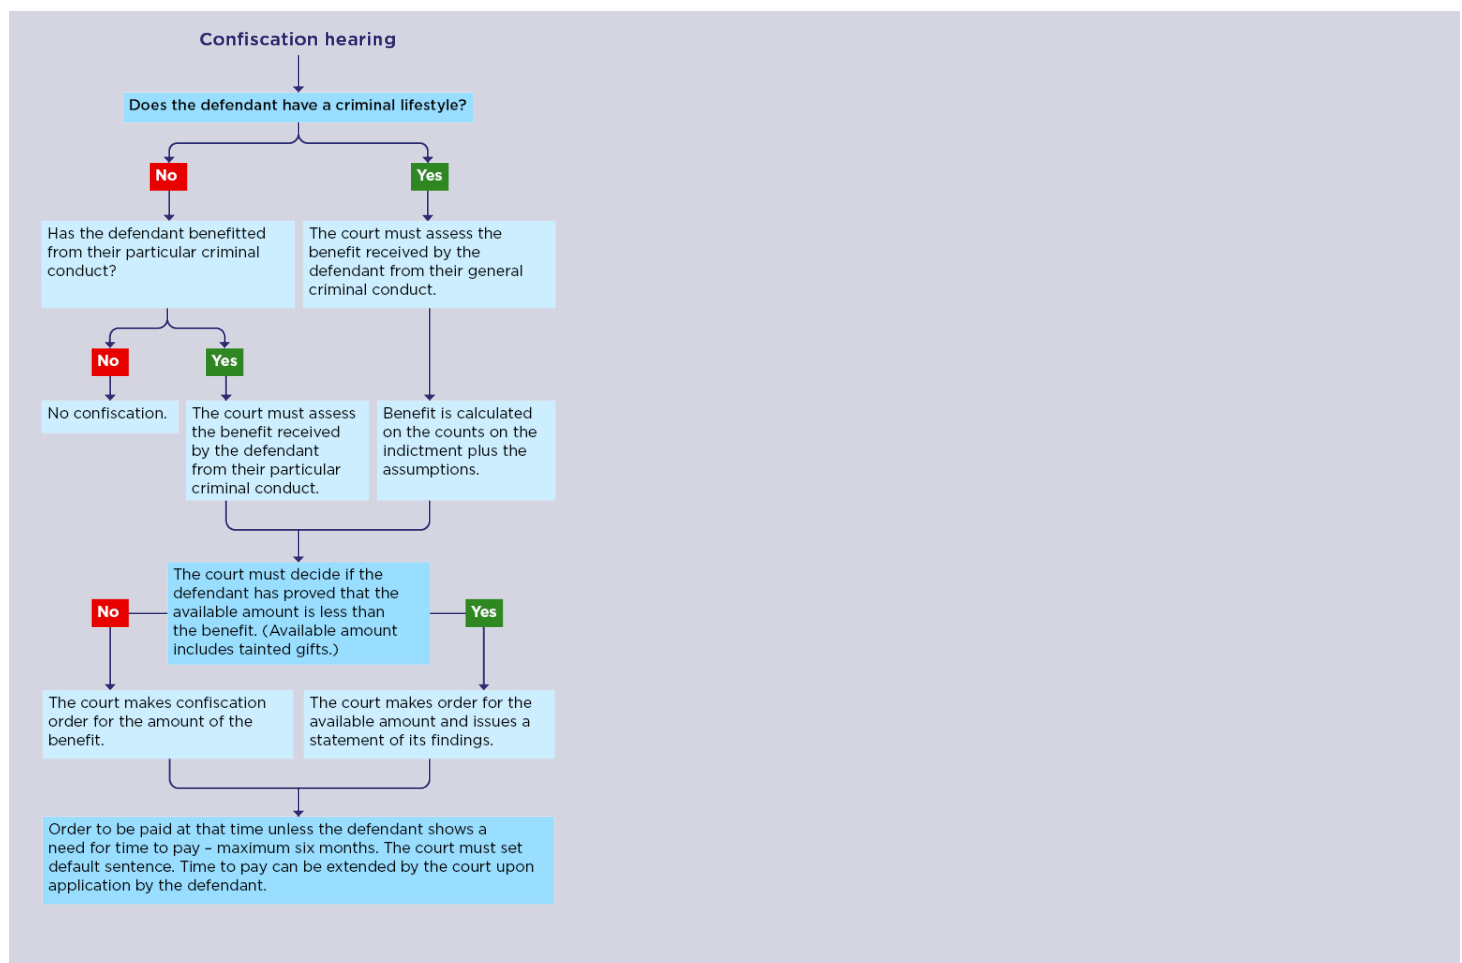 Confiscation hearing
Does the defendant have a criminal lifestyle?
No
Yes
Has the defendant benefitted
from their particular criminal
conduct?
The court must assess the
benefit received by the
defendant from their general
criminal conduct.
No
Yes
No confiscation.
The court must assess
the benefit received
by the defendant
from their particular
criminal conduct.
Benefit is calculated
on the counts on the
indictment plus the
assumptions.
The court must decide if the
defendant has proved that the
available amount is less than
the benefit. (Available amount
includes tainted gifts.)
No
Yes
The court makes confiscation
order for the amount of the
benefit.
The court makes order for the
available amount and issues a
statement of its findings.
Order to be paid at that time unless the defendant shows a
need for time to pay – maximum six months. The court must set
default sentence. Time to pay can be extended by the court upon
application by the defendant.